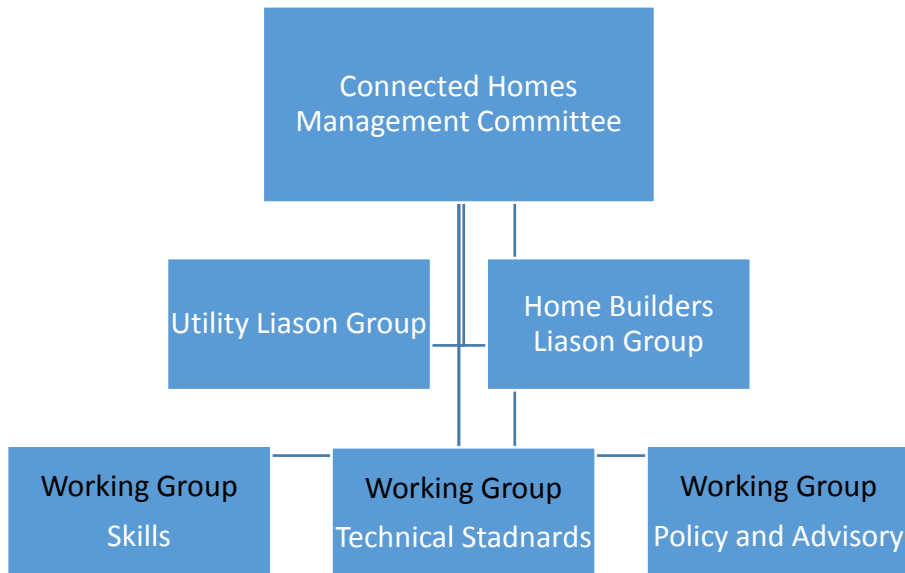 Connected Homes
Management Committee
Utility Liason Group
Home Builders
Liason Group
Working Group
Skills
Working Group
Technical Stadnards
Working Group
Policy and Advisory